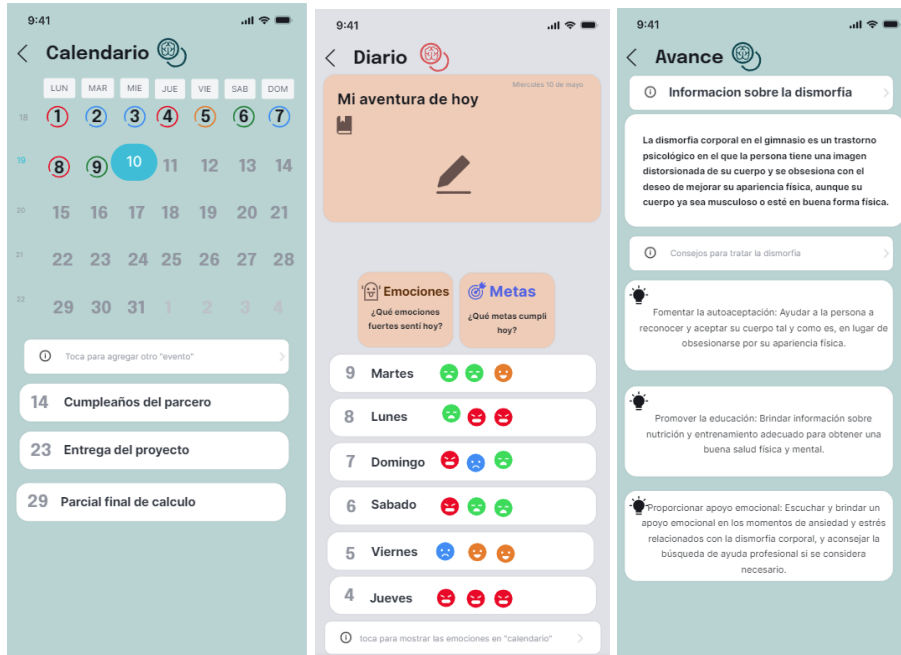 9:41
Calendario
LUN MAR MIE JUE VIE SAB DOM
18 1 2 3 4 5 6 7
19 8 9 10 11 12 13 14
20 15 16 17 18 19 20 21
21 22 23 24 25 26 27 28
22 29 30 31 1 2 3 4
Toca para agregar otro "evento"
14 Cumpleaños del parcero
23 Entrega del proyecto
29 Parcial final de calculo
9:41
Diario
Miercoles 10 de mayo
Mi aventura de hoy
Emociones
¿Qué emociones
fuertes sentí hoy?
Metas
¿Qué metas cumpli
hoy?
9 Martes
8 Lunes
7 Domingo
6 Sabado
5 Viernes
4 Jueves
toca para mostrar las emociones en "calendario"
9:41
Avance
Informacion sobre la dismorfia
La dismorfia corporal en el gimnasio es un trastorno
psicológico en el que la persona tiene una imagen
distorsionada de su cuerpo y se obsesiona con el
deseo de mejorar su apariencia física, aunque su
cuerpo ya sea musculoso o esté en buena forma física.
Consejos para tratar la dismorfia
Fomentar la autoaceptación: Ayudar a la persona a
reconocer y aceptar su cuerpo tal y como es, en lugar de
obsesionarse por su apariencia física.
Promover la educación: Brindar información sobre
nutrición y entrenamiento adecuado para obtener una
buena salud física y mental.
Proporcionar apoyo emocional: Escuchar y brindar un
apoyo emocional en los momentos de ansiedad y estrés
relacionados con la dismorfia corporal, y aconsejar la
búsqueda de ayuda profesional si se considera
necesario.